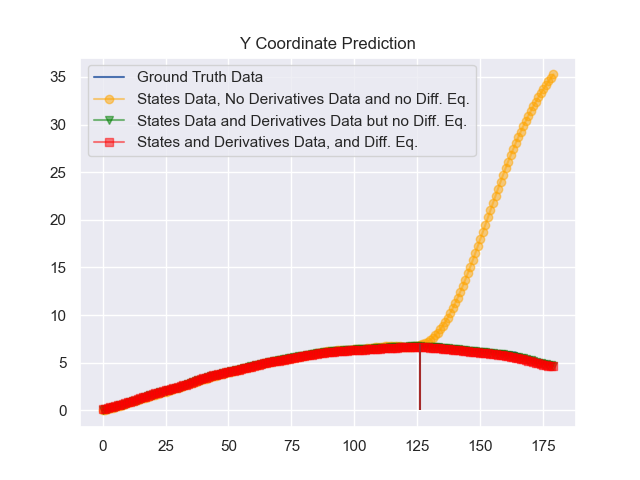 Y Coordinate Prediction
Ground Truth Data
States Data, No Derivatives Data and no Diff. Eq.
States Data and Derivatives Data but no Diff. Eq.
States and Derivatives Data, and Diff. Eq.
35
30
25
20
15
10
5
0
0 25 50 75 100 125 150 175